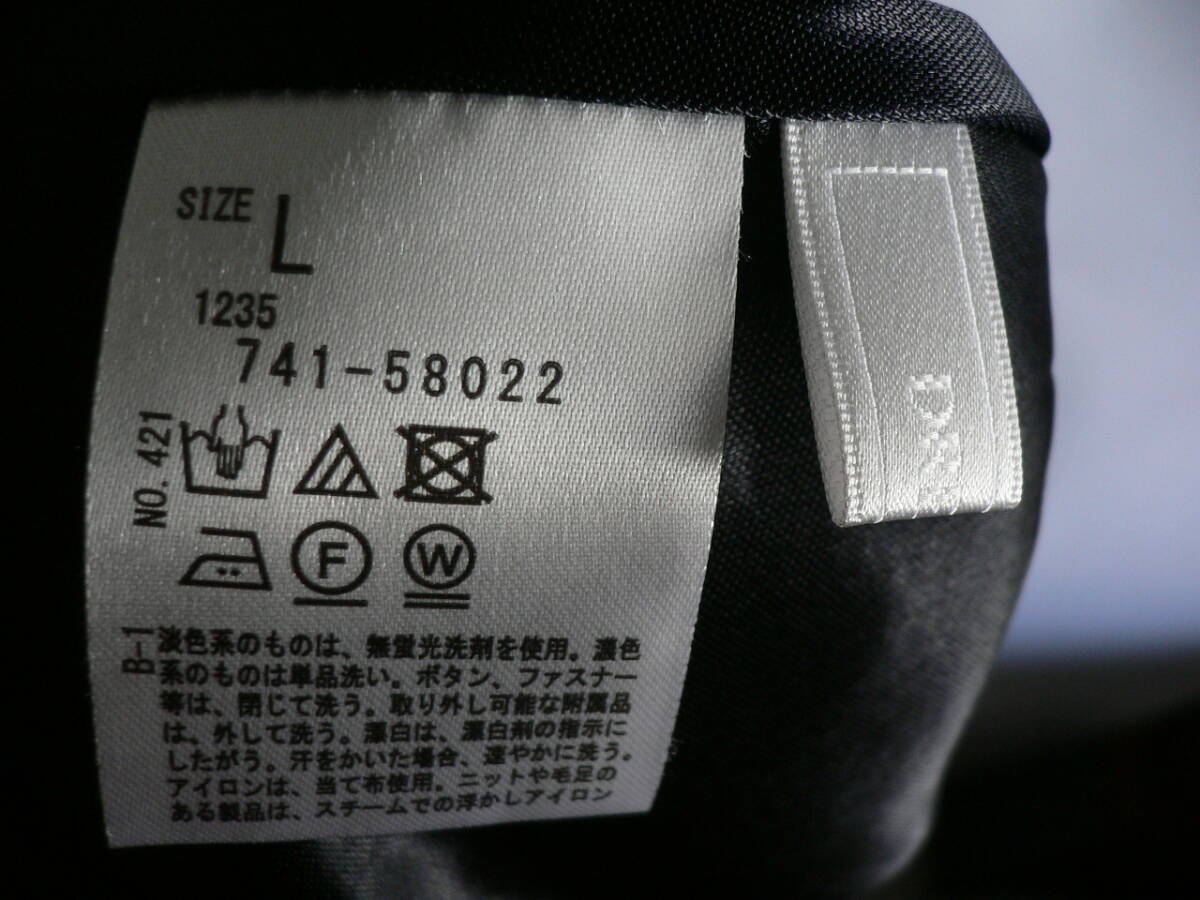 SIZE L
1235
741-58022
NO. 421
F W
B-1
淡色系のものは、無蛍光洗剤を使用。濃色
系のものは単品洗い。ボタン、ファスナー
等は、閉じて洗う。取り外し可能な附属品
は、外して洗う。漂白は、漂白剤の指示に
したがう。汗をかいた場合、速やかに洗う。
アイロンは、当て布使用。ニットや毛足の
ある製品は、スチームでの浮かしアイロン